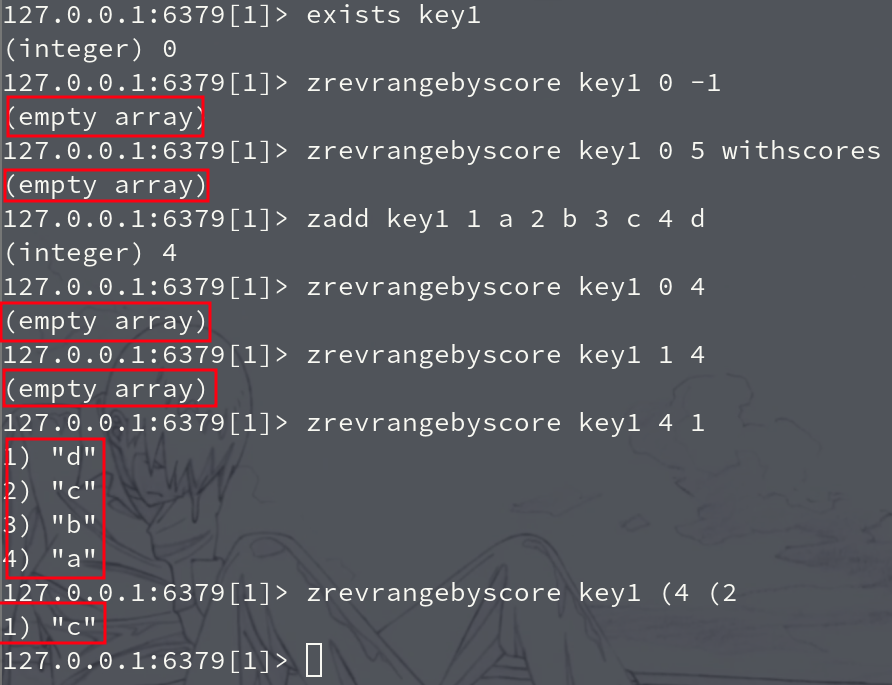 127.0.0.1:6379[1]> exists key1
(integer) 0
127.0.0.1:6379[1]> zrevrangebyscore key1 0 -1
(empty array)
127.0.0.1:6379[1]> zrevrangebyscore key1 0 5 withscores
(empty array)
127.0.0.1:6379[1]> zadd key1 1 a 2 b 3 c 4 d
(integer) 4
127.0.0.1:6379[1]> zrevrangebyscore key1 0 4
(empty array)
127.0.0.1:6379[1]> zrevrangebyscore key1 1 4
(empty array)
127.0.0.1:6379[1]> zrevrangebyscore key1 4 1
1) "d"
2) "c"
3) "b"
4) "a"
127.0.0.1:6379[1]> zrevrangebyscore key1 (4 (2
1) "c"
127.0.0.1:6379[1]>